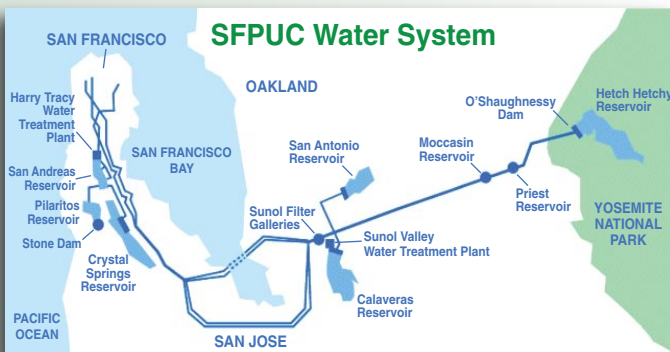 SFPUC Water System
SAN FRANCISCO
Harry Tracy
Water
Treatment
Plant
San Andreas
Reservoir
Pilaritos
Reservoir
Stone Dam
Crystal
Springs
Reservoir
PACIFIC
OCEAN
OAKLAND
SAN FRANCISCO
BAY
San Antonio
Reservoir
Sunol Filter
Galleries
Sunol Valley
Water Treatment Plant
Calaveras
Reservoir
SAN JOSE
Moccasin
Reservoir
Priest
Reservoir
O'Shaughnessy
Dam
Hetch Hetchy
Reservoir
YOSEMITE
NATIONAL
PARK